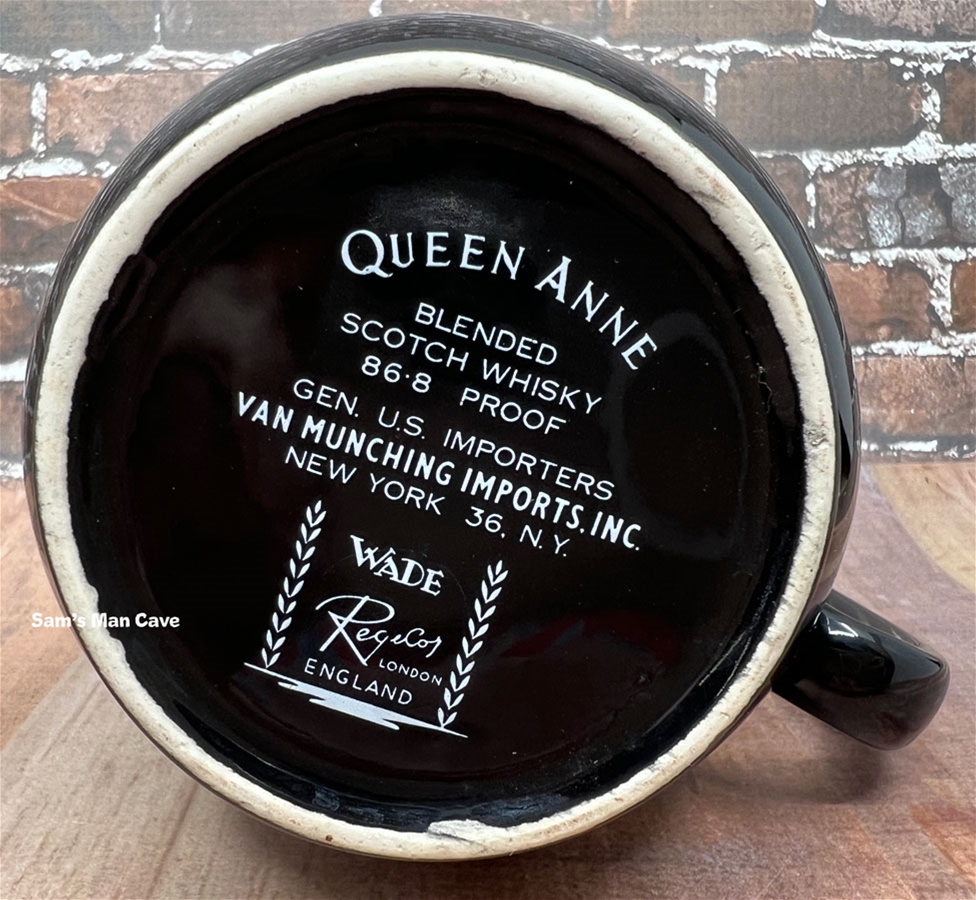 QUEEN ANNE
BLENDED
SCOTCH WHISKY
86·8 PROOF
GEN. U.S. IMPORTERS
VAN MUNCHING IMPORTS. INC.
NEW YORK 36, N.Y.
WADE
Regicor
LONDON
ENGLAND
Sam's Man Cave